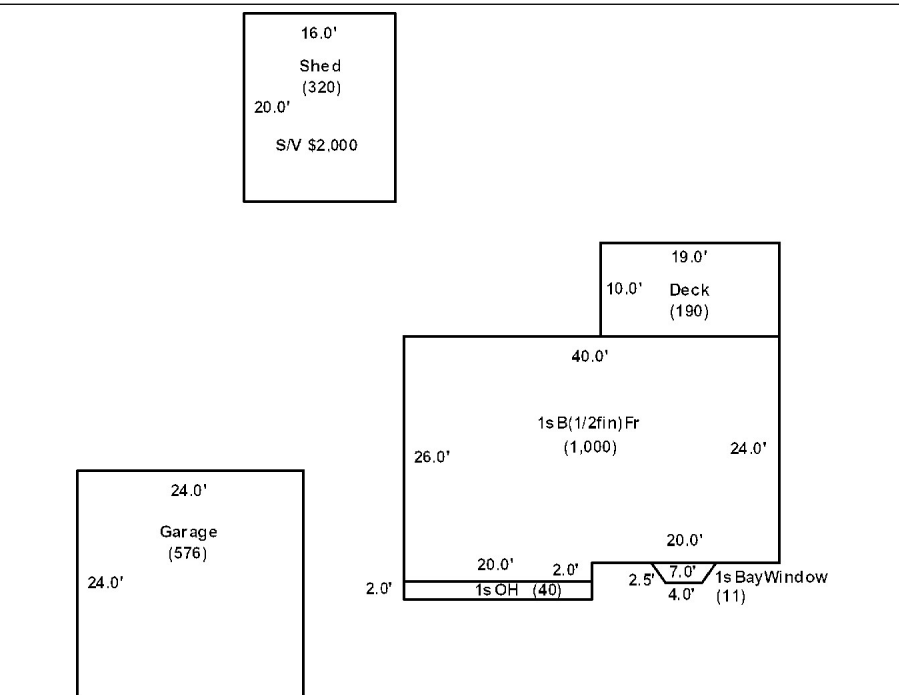 16.0'
Shed
(320)
20.0'
S/V $2,000
19.0'
10.0' Deck
(190)
40.0'
1s B(1/2fin) Fr
(1,000)
26.0'
24.0'
24.0'
Garage
(576)
24.0'
20.0'
20.0' 2.0'
2.0'
1s OH (40)
2.5' 7.0' 1s Bay Window
4.0' (11)